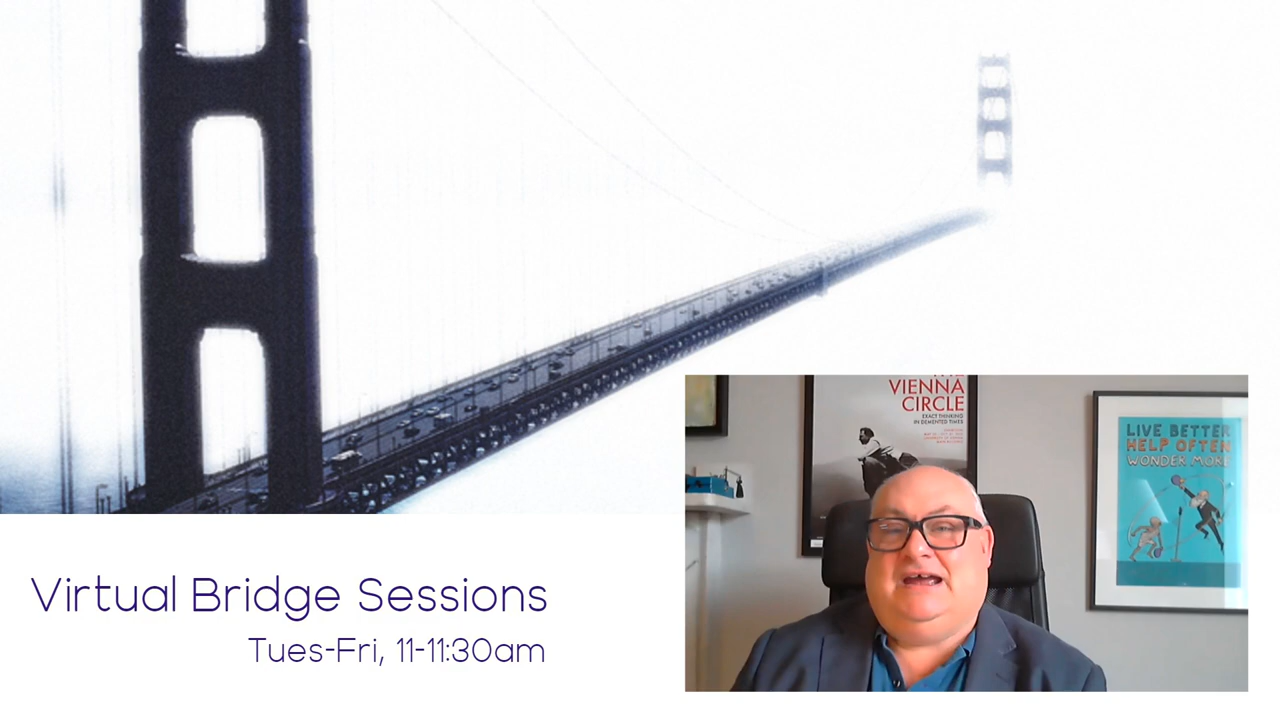 Virtual Bridge Sessions
Tues-Fri, 11-11:30am
VIENNA
CIRCLE
EXACT THINKING
IN DEMENTED TIMES
LIVE BETTER
HELP OFTEN
WONDER MORE